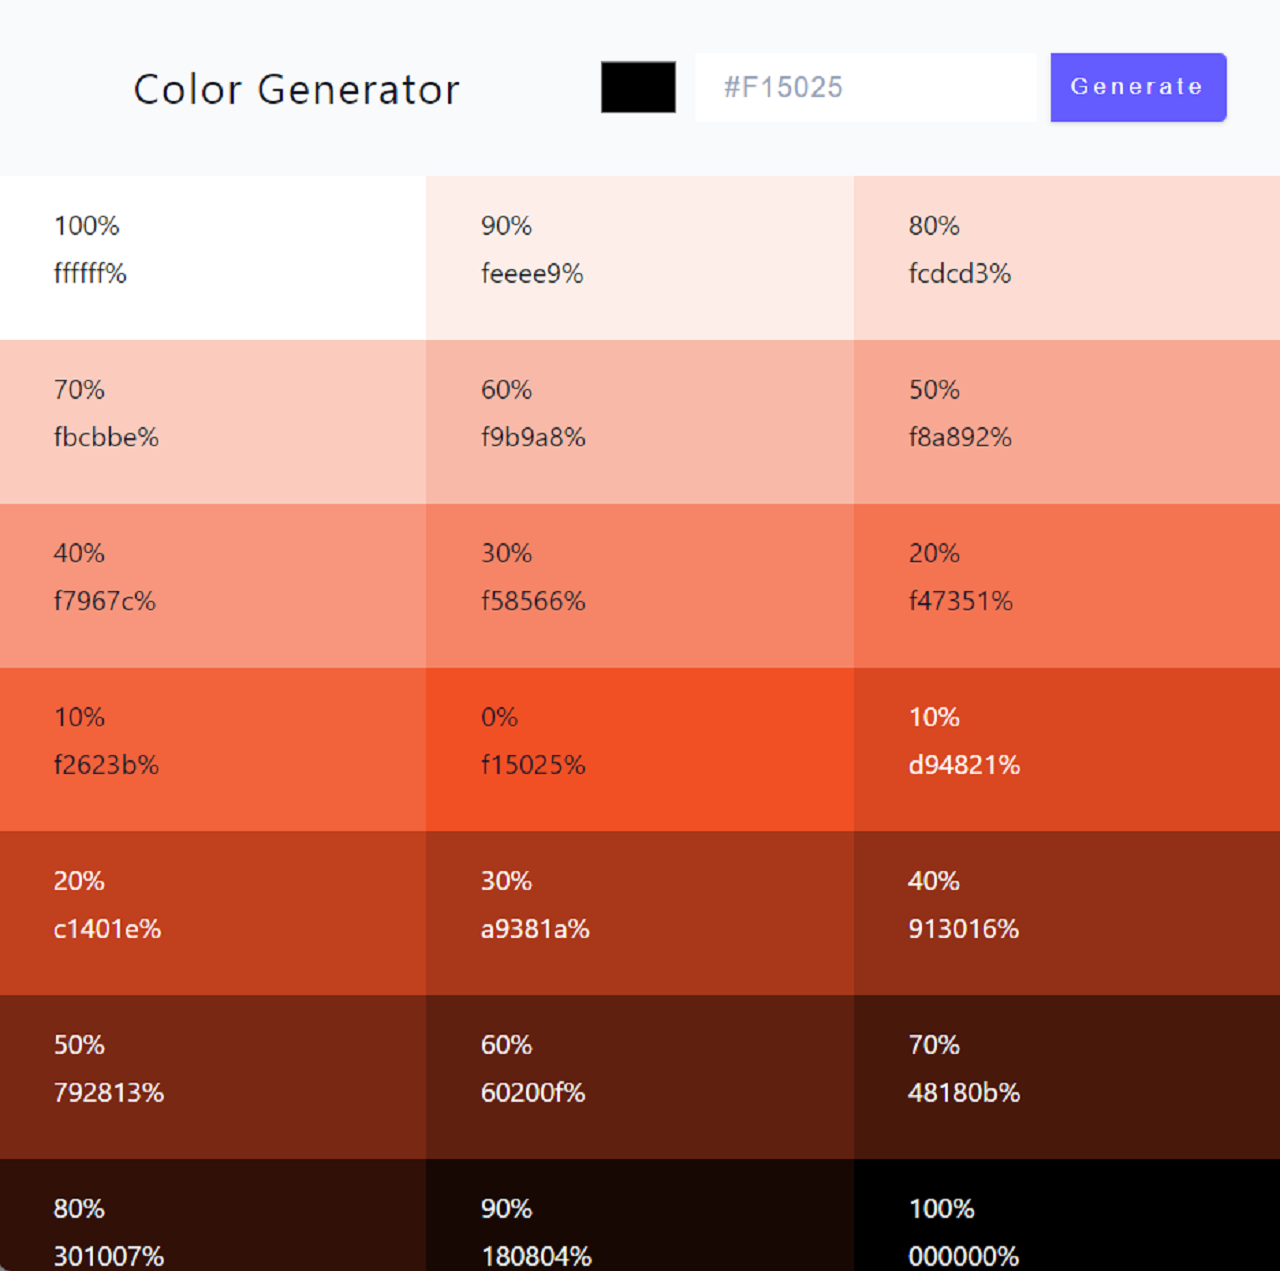 Color Generator
#F15025
Generate
100%
ffffff%
90%
feeee9%
80%
fcdcd3%
70%
fbcbbe%
60%
f9b9a8%
50%
f8a892%
40%
f7967c%
30%
f58566%
20%
f47351%
10%
f2623b%
0%
f15025%
10%
d94821%
20%
c1401e%
30%
a9381a%
40%
913016%
50%
792813%
60%
60200f%
70%
48180b%
80%
301007%
90%
180804%
100%
000000%